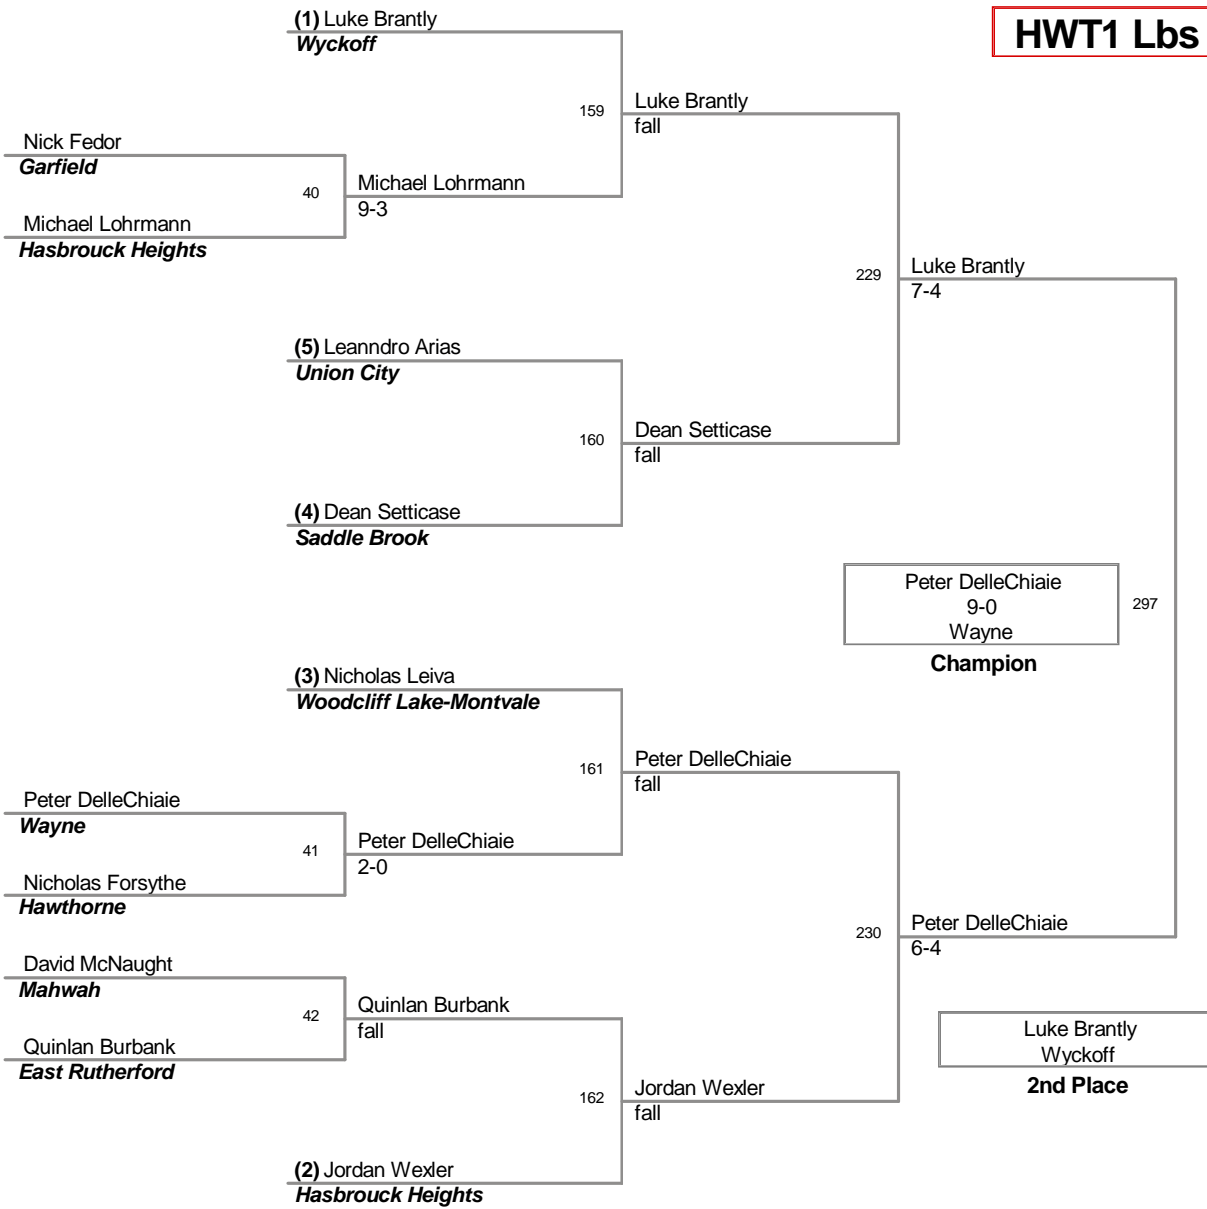 (1) Luke Brantly
Wyckoff
HWT1 Lbs
159
Luke Brantly
fall
Nick Fedor
Garfield
40
Michael Lohrmann
9-3
Michael Lohrmann
Hasbrouck Heights
229
Luke Brantly
7-4
(5) Leanndro Arias
Union City
160
Dean Setticase
fall
(4) Dean Setticase
Saddle Brook
Peter DelleChiaie
9-0
Wayne
297
Champion
(3) Nicholas Leiva
Woodcliff Lake-Montvale
161
Peter DelleChiaie
fall
Peter DelleChiaie
Wayne
41
Peter DelleChiaie
2-0
Nicholas Forsythe
Hawthorne
230
Peter DelleChiaie
6-4
David McNaught
Mahwah
42
Quinlan Burbank
fall
Quinlan Burbank
East Rutherford
Luke Brantly
Wyckoff
2nd Place
162
Jordan Wexler
fall
(2) Jordan Wexler
Hasbrouck Heights